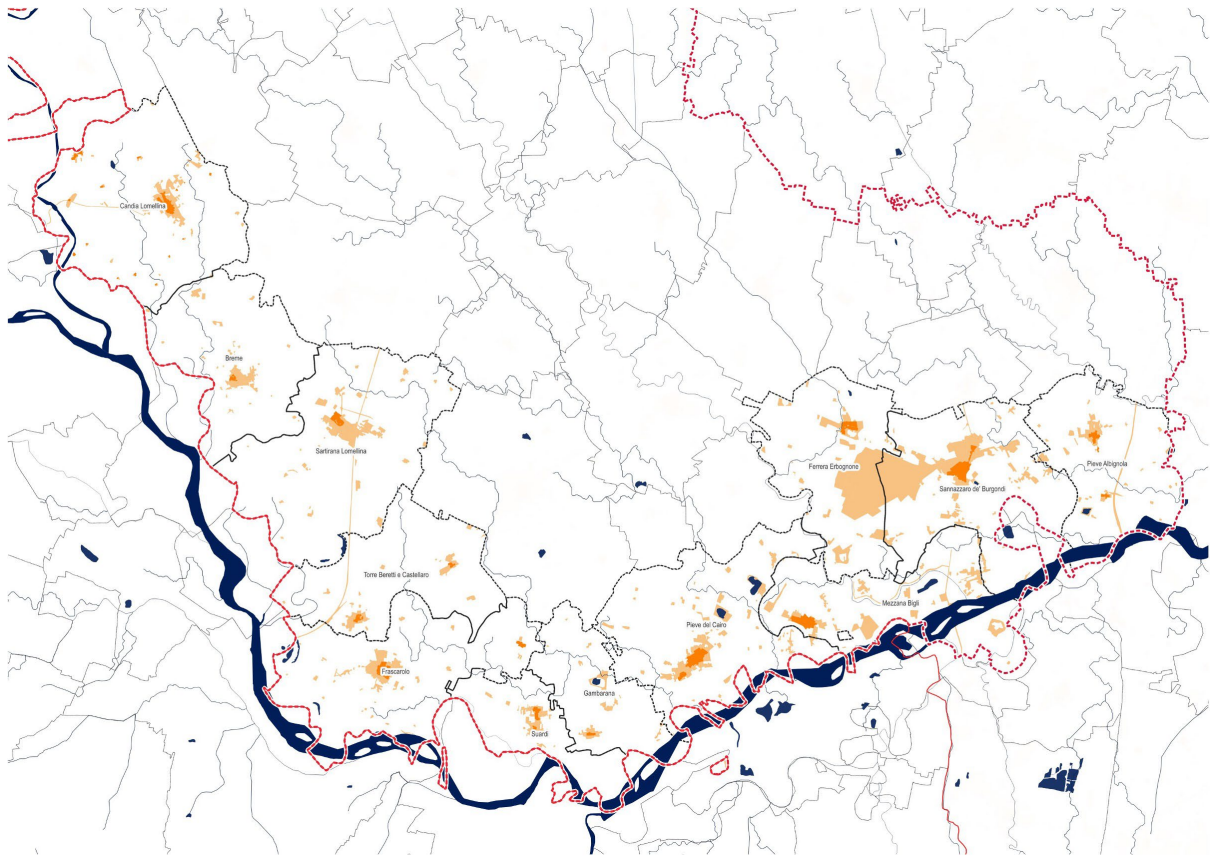 Candia Lomellina
Breme
Sartirana Lomellina
Ferrera Erbognone
Pieve Albignola
Sannazzaro de' Burgondi
Torre Beretti e Castellaro
Mezzana Bigli
Pieve del Cairo
Frascarolo
Gambarana
Suardi